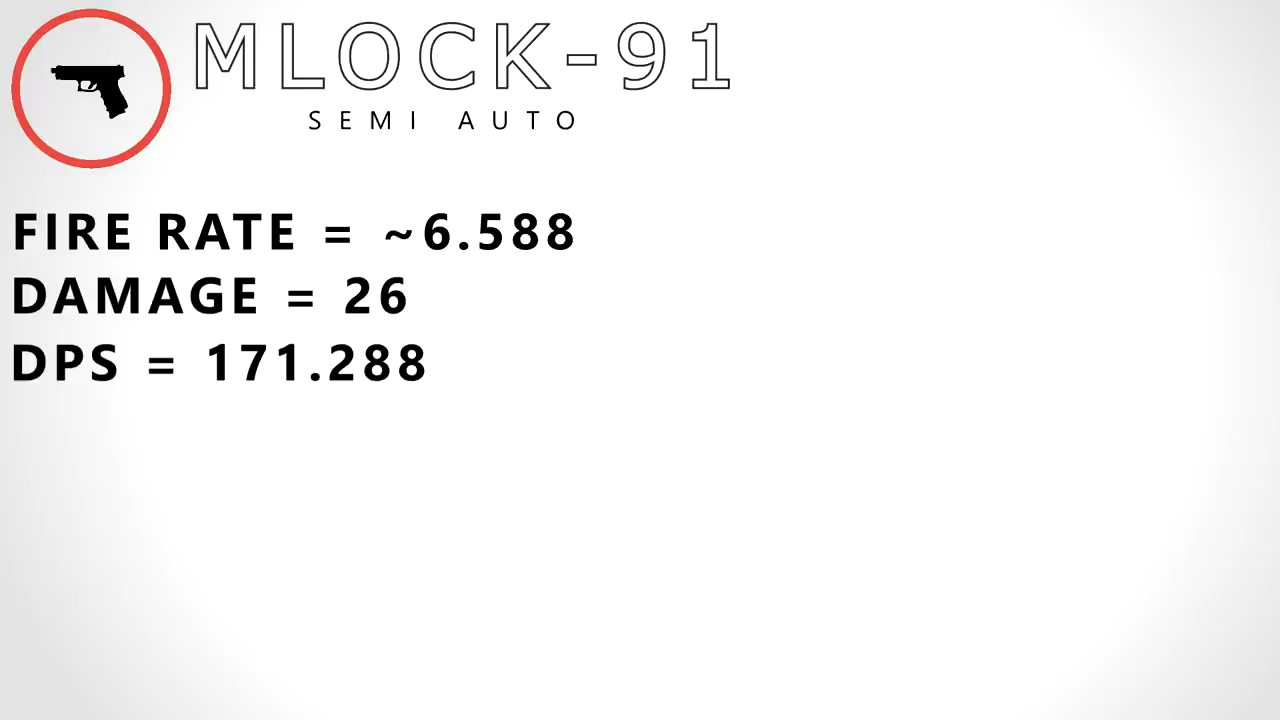 MLOCK-91
SEMI AUTO
FIRE RATE = ~6.588
DAMAGE = 26
DPS = 171.288